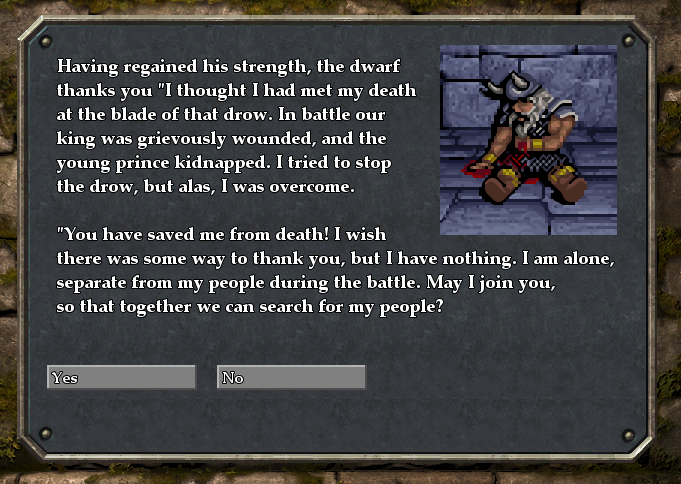 Having regained his strength, the dwarf
thanks you "I thought I had met my death
at the blade of that drow. In battle our
king was grievously wounded, and the
young prince kidnapped. I tried to stop
the drow, but alas, I was overcome.
"You have saved me from death! I wish
there was some way to thank you, but I have nothing. I am alone,
separate from my people during the battle. May I join you,
so that together we can search for my people?
Yes
No